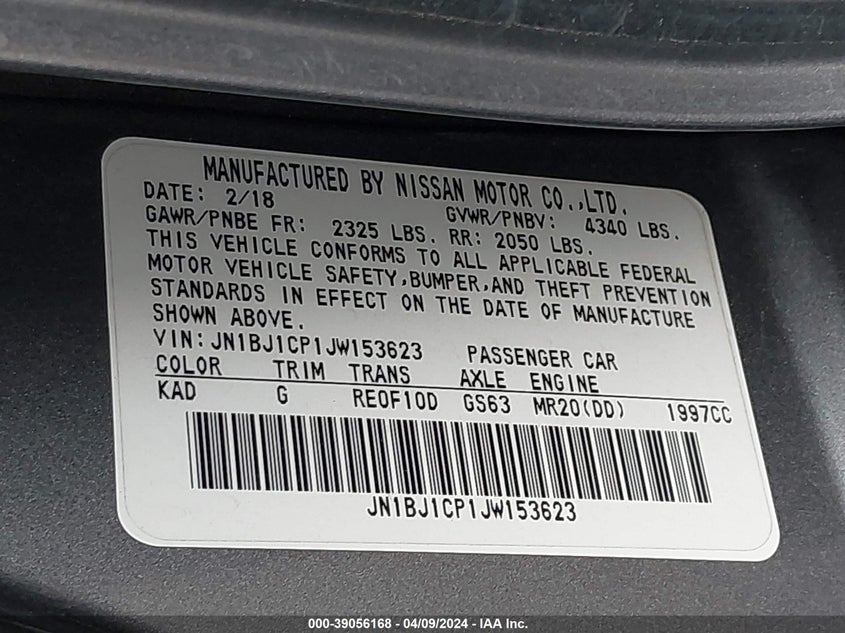 MANUFACTURED BY NISSAN MOTOR CO.,LTD.
DATE: 2/18 GVWR/PNBV: 4340 LBS.
GAWR/PNBE FR: 2325 LBS. RR: 2050 LBS.
THIS VEHICLE CONFORMS TO ALL APPLICABLE FEDERAL
MOTOR VEHICLE SAFETY,BUMPER,AND THEFT PREVENTION
STANDARDS IN EFFECT ON THE DATE OF MANUFACTURE
SHOWN ABOVE.
VIN:JN1BJ1CP1JW153623 PASSENGER CAR
COLOR TRIM TRANS AXLE ENGINE
KAD G RE0F10D GS63 MR20(DD) 1997CC
JN1BJ1CP1JW153623
000-39056168 - 04/09/2024 - IAA Inc.